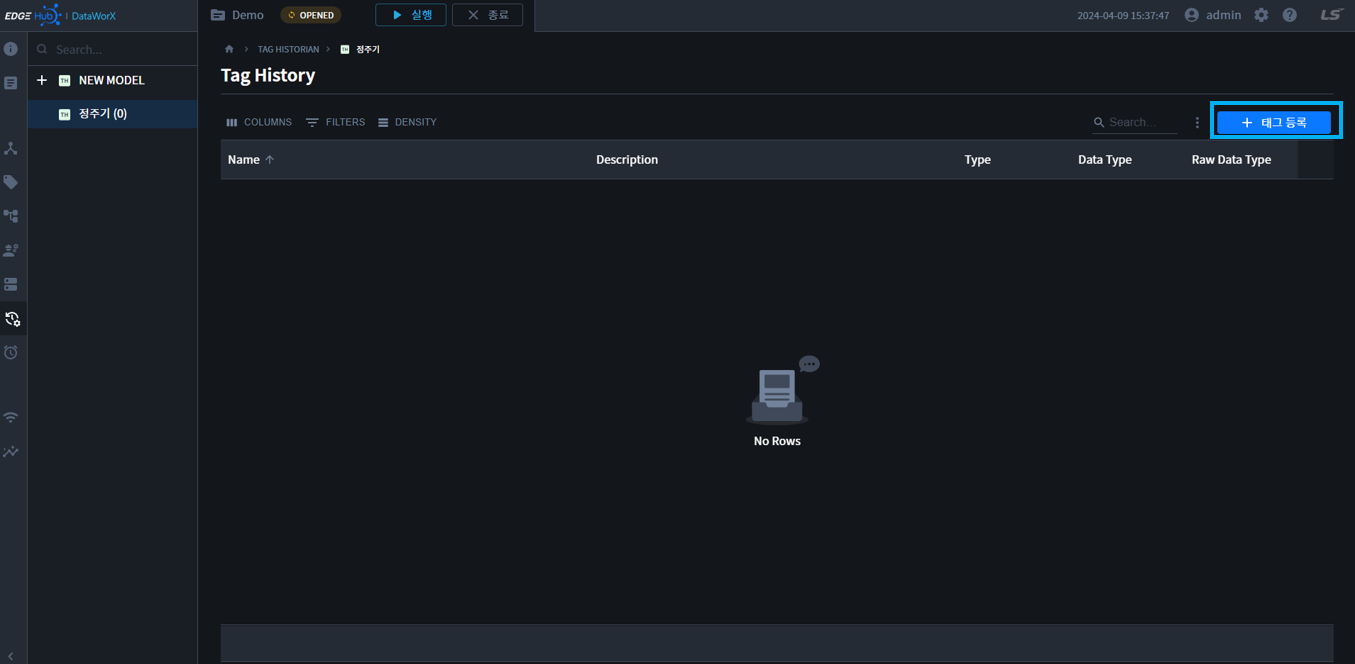 EDGE Hub | DataWorX
Demo
OPENED
실행
종료
2024-04-09 15:37:47
admin
LS
Search...
TH NEW MODEL
TH 정주기 (0)
TAG HISTORIAN
TH 정주기
Tag History
COLUMNS
FILTERS
DENSITY
Search...
태그 등록
Name
Description
Type
Data Type
Raw Data Type
No Rows